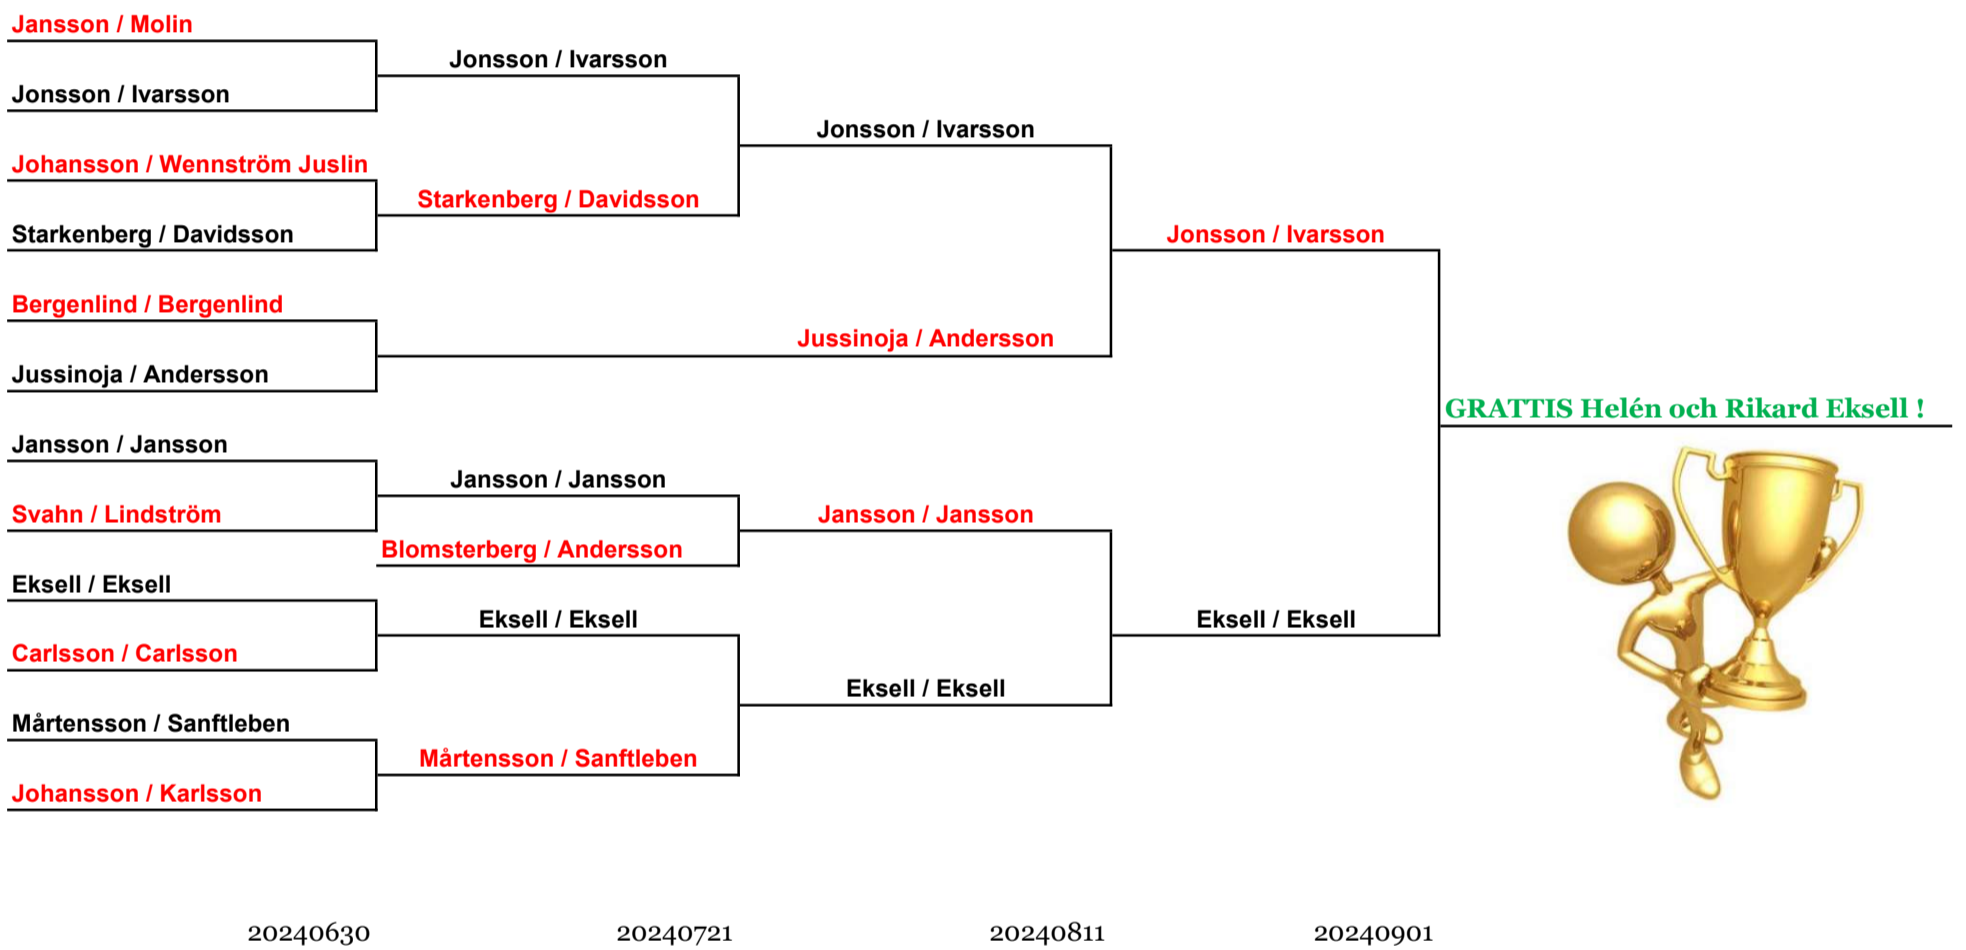 Jansson / Molin
Jonsson / Ivarsson
Jonsson / Ivarsson
Jonsson / Ivarsson
Johansson / Wennström Juslin
Starkenberg / Davidsson
Starkenberg / Davidsson
Jonsson / Ivarsson
Bergenlind / Bergenlind
Jussinoja / Andersson
Jussinoja / Andersson
GRATTIS Helén och Rikard Eksell !
Jansson / Jansson
Jansson / Jansson
Svahn / Lindström
Jansson / Jansson
Blomsterberg / Andersson
Eksell / Eksell
Eksell / Eksell
Eksell / Eksell
Carlsson / Carlsson
Eksell / Eksell
Mårtensson / Sanftleben
Mårtensson / Sanftleben
Johansson / Karlsson
20240630 20240721 20240811 20240901